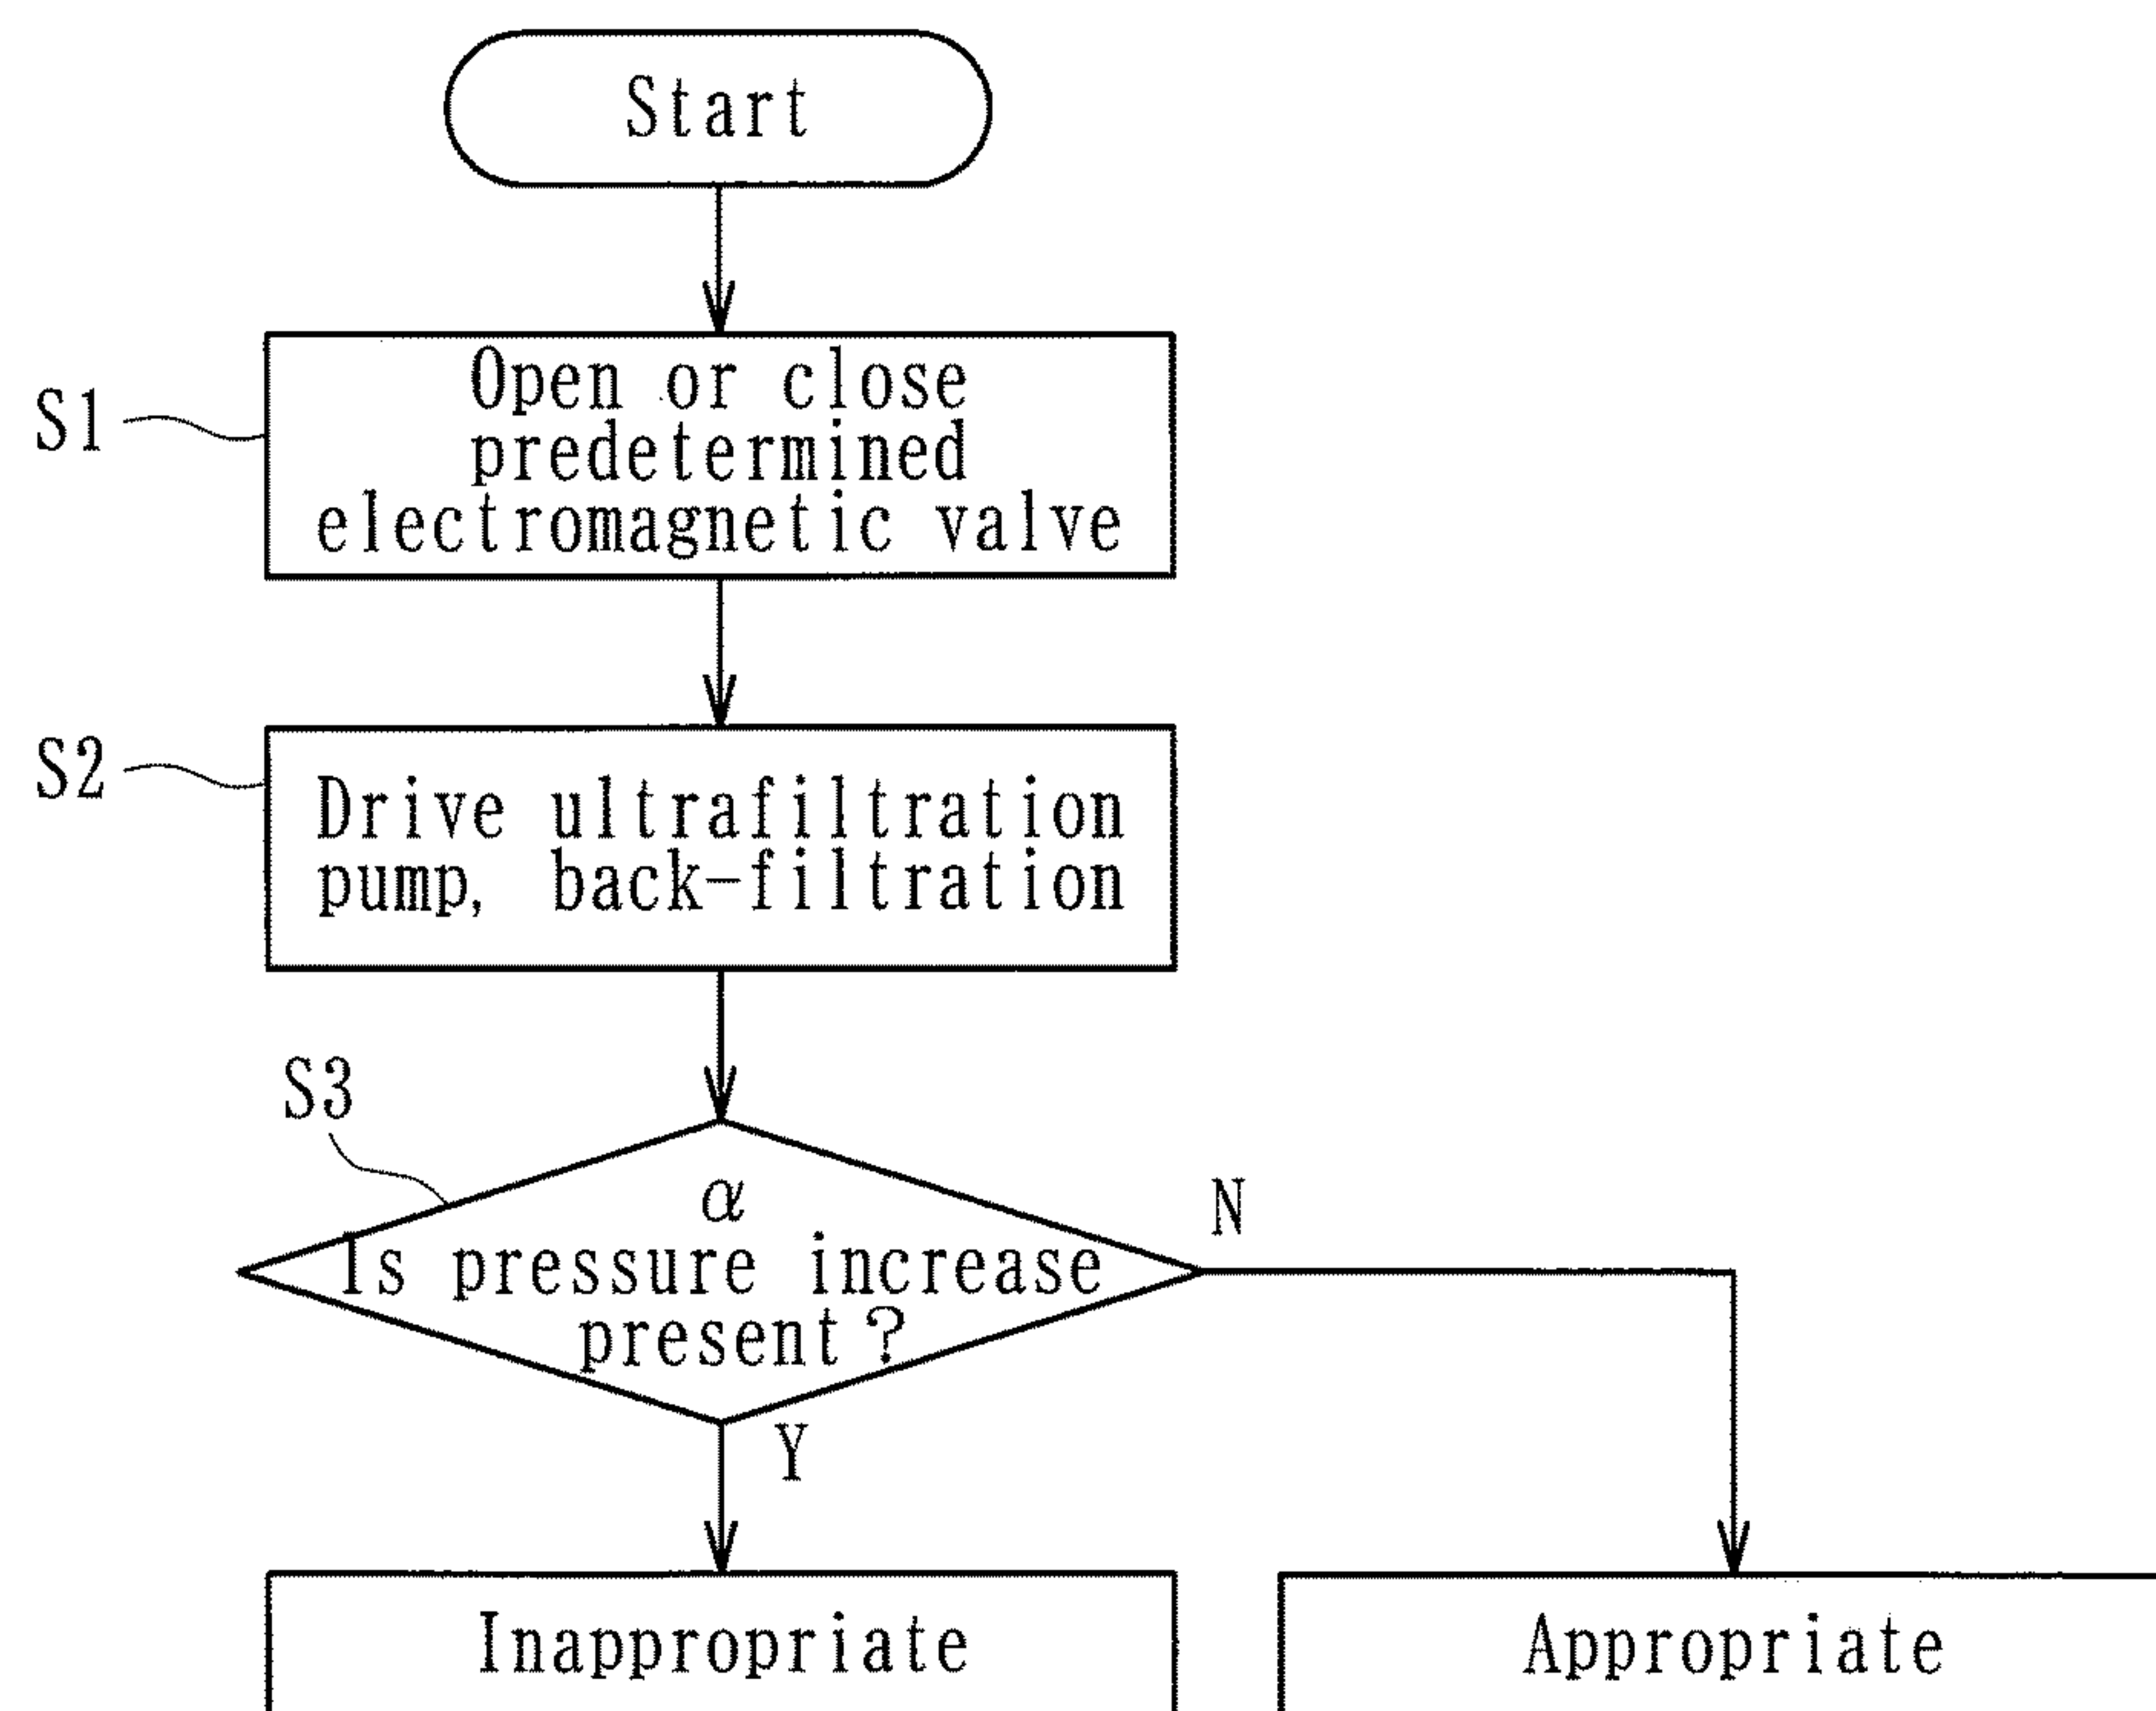 Start
S1
Open or close
predetermined
electromagnetic valve
S2
Drive ultrafiltration
pump, back-filtration
S3
α
Is pressure increase
present?
N
Y
Inappropriate
Appropriate